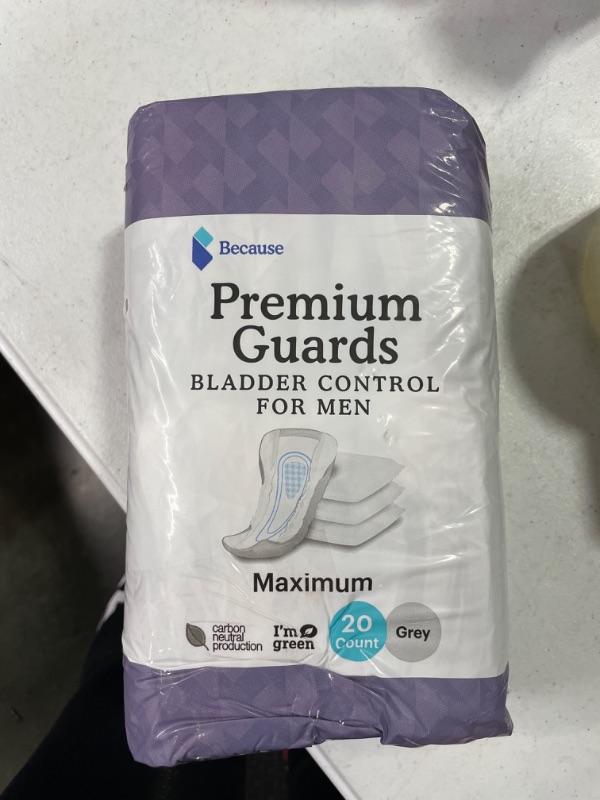 Because
Premium
Guards
BLADDER CONTROL
FOR MEN
Maximum
carbon
neutral
production
I'm
green
20
Count
Grey